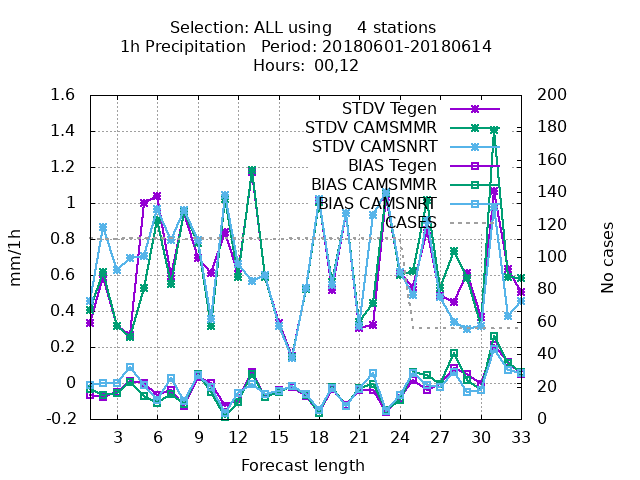 Selection: ALL using 4 stations
1h Precipitation Period: 20180601-20180614
Hours: 00,12
1.6
1.4
1.2
1
0.8
0.6
0.4
0.2
0
-0.2
200
180
160
140
120
100
80
60
40
20
0
STDV Tegen
STDV CAMSMMR
STDV CAMSNRT
BIAS Tegen
BIAS CAMSMMR
BIAS CAMSNRT
CASES
mm/1h
No cases
3 6 9 12 15 18 21 24 27 30 33
Forecast length